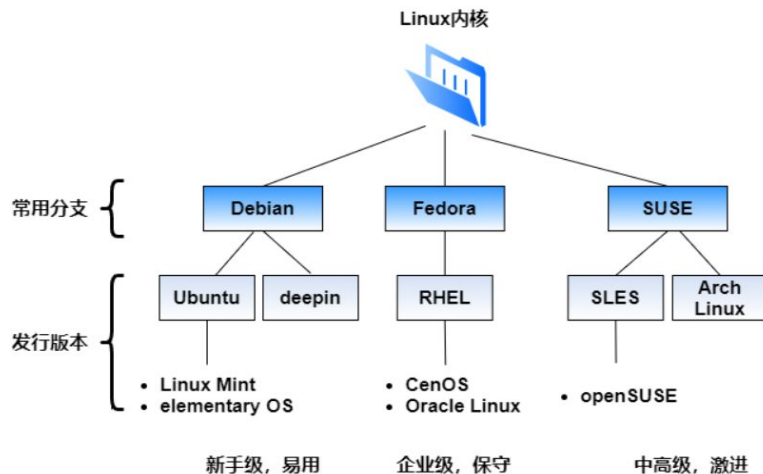 Linux内核
常用分支
Debian
Fedora
SUSE
发行版本
Ubuntu
deepin
RHEL
SLES
Arch
Linux
• Linux Mint
• elementary OS
• CenOS
• Oracle Linux
• openSUSE
新手级，易用
企业级，保守
中高级，激进